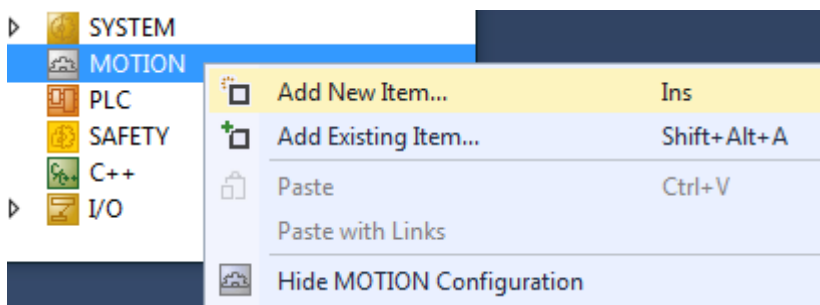 SYSTEM
MOTION
PLC
SAFETY
C++
I/O
Add New Item... Ins
Add Existing Item... Shift+Alt+A
Paste Ctrl+V
Paste with Links
Hide MOTION Configuration